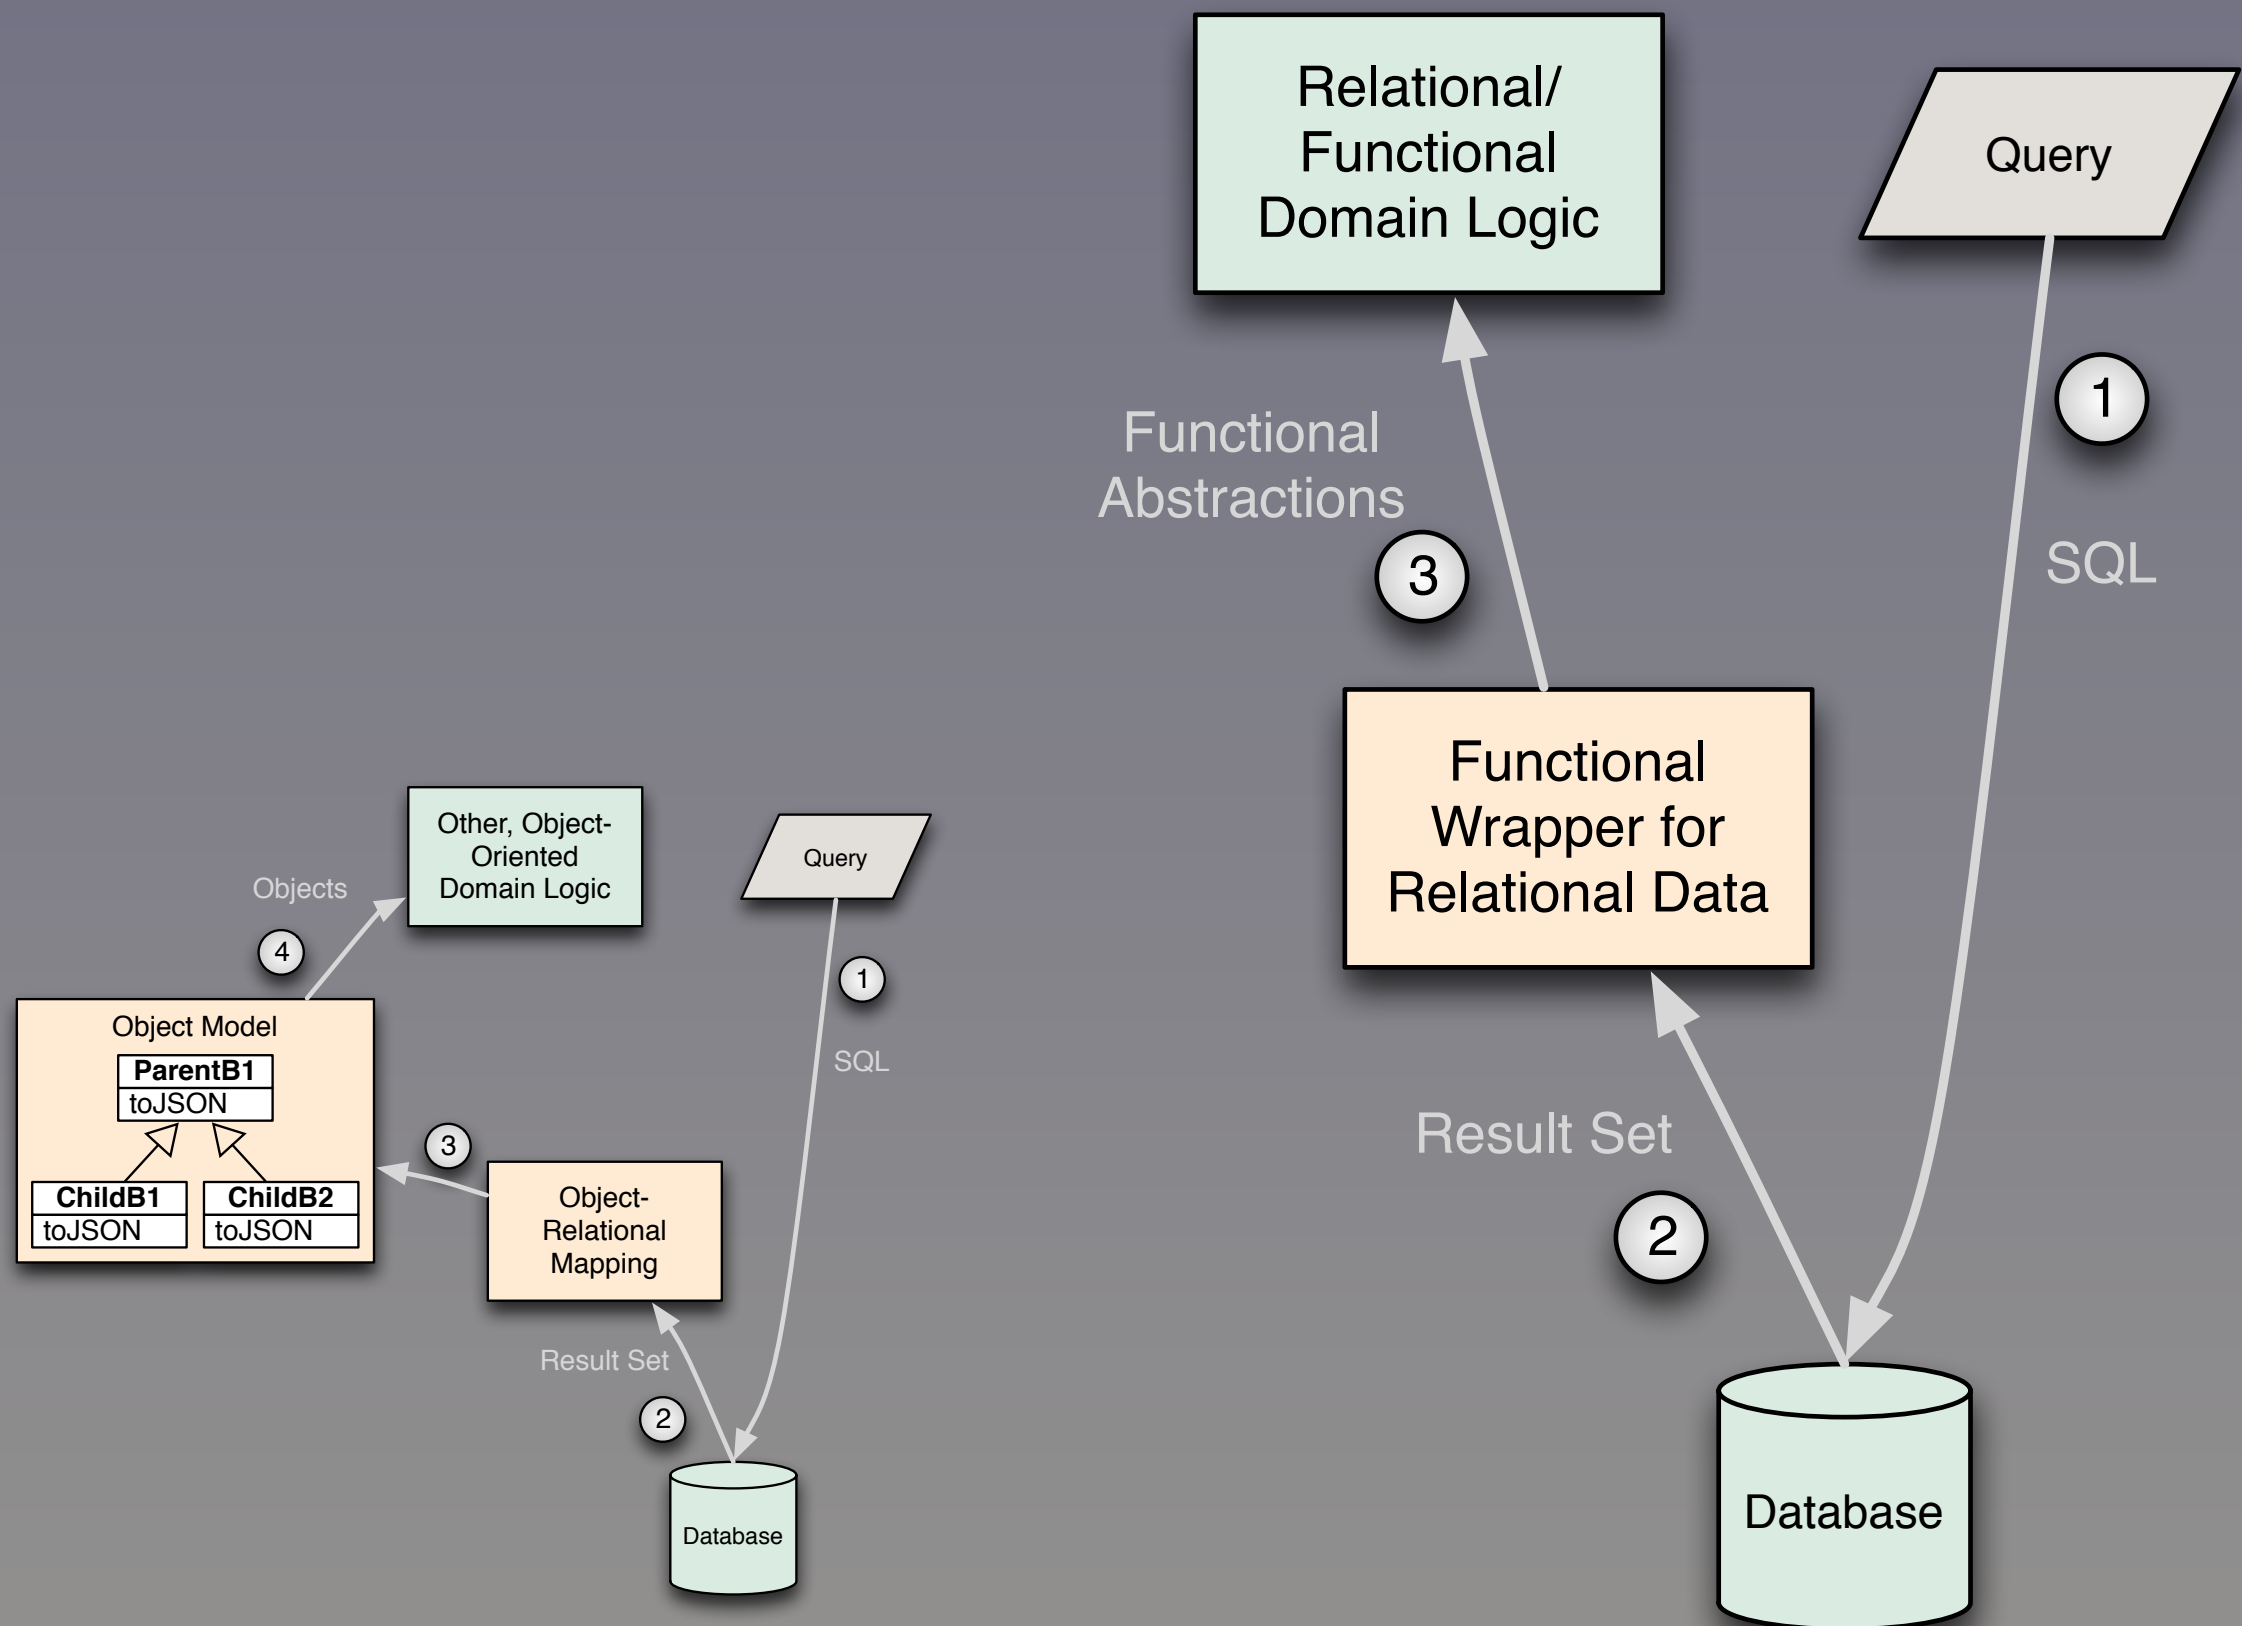 Other, Object-
Oriented
Domain Logic
Query
Objects
4
1
Object Model
ParentB1
toJSON
SQL
3
ChildB1
toJSON
ChildB2
toJSON
Object-
Relational
Mapping
Result Set
2
Database
Relational/
Functional
Domain Logic
Query
1
Functional
Abstractions
3
SQL
Functional
Wrapper for
Relational Data
Result Set
2
Database